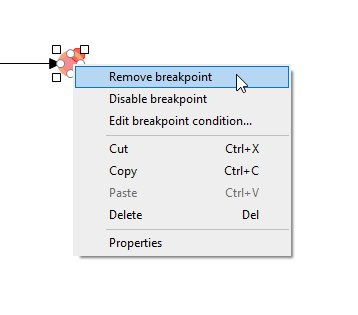 Remove breakpoint
Disable breakpoint
Edit breakpoint condition...
Cut Ctrl+X
Copy Ctrl+C
Paste Ctrl+V
Delete Del
Properties